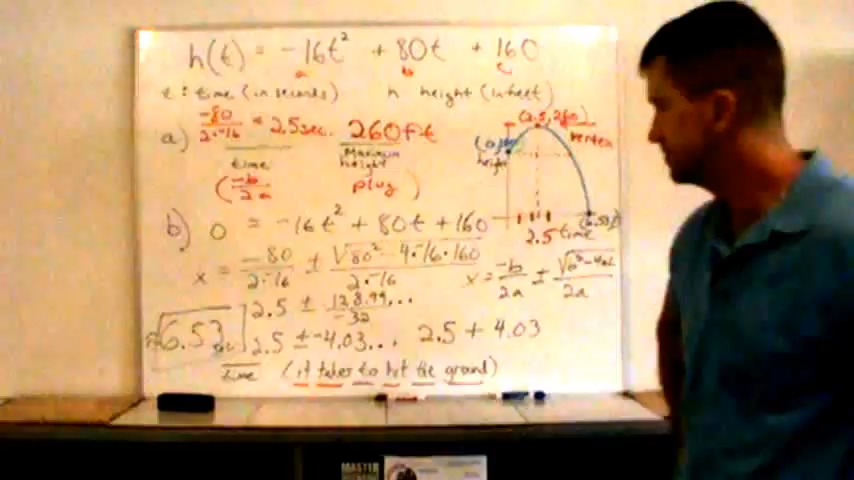 h(t) = -16t² + 80t + 160
a b c
t : time (in seconds) h height (in feet)
a) -80 / 2·-16 = 2.5 sec. 260 feet
time Maximum height
(-b / 2a plug)
(2.5, 260)
vertex
height
2.5 time
b) 0 = -16t² + 80t + 160
x = -80 / 2·-16 ± √80² - 4·-16·160 / 2·-16
x = -b / 2a ± √b² - 4ac / 2a
2.5 ± 128.99... / -32
6.53 sec 2.5 ± -4.03... 2.5 + 4.03
time (it takes to hit the ground)
MASTER